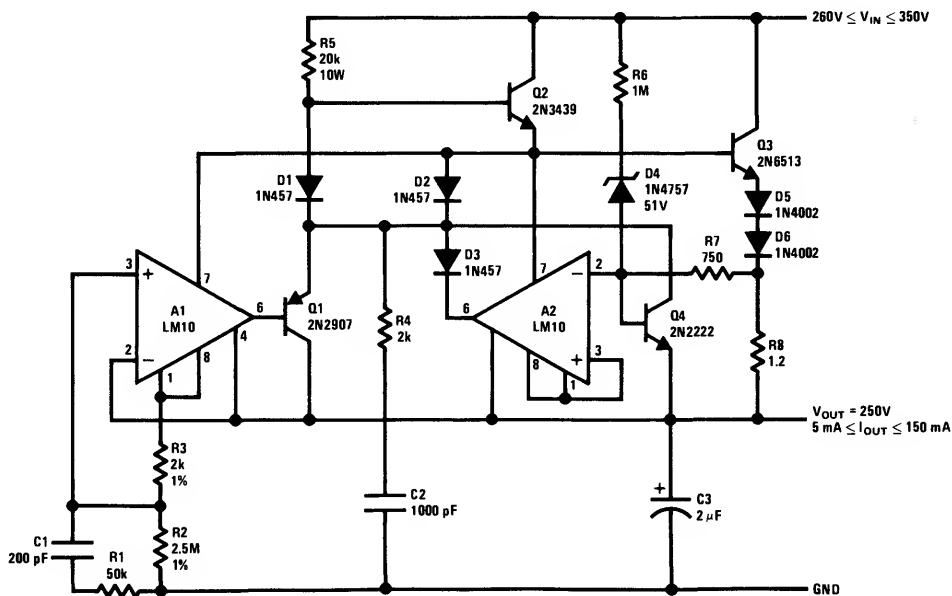 260V ≤ VIN ≤ 350V
R5
20k
10W
Q2
2N3439
R6
1M
Q3
2N6513
D1
1N457
D2
1N457
D4
1N4757
51V
D5
1N4002
D6
1N4002
R7
750
D3
1N457
3
+
7
A1
LM10
6
4
2
–
8
1
Q1
2N2907
R4
2k
7
–
2
6
A2
LM10
+
3
8
1
Q4
2N2222
R8
1.2
VOUT = 250V
5 mA ≤ IOUT ≤ 150 mA
R3
2k
1%
C2
1000 pF
+
C3
2 μF
C1
200 pF
R1
50k
R2
2.5M
1%
GND